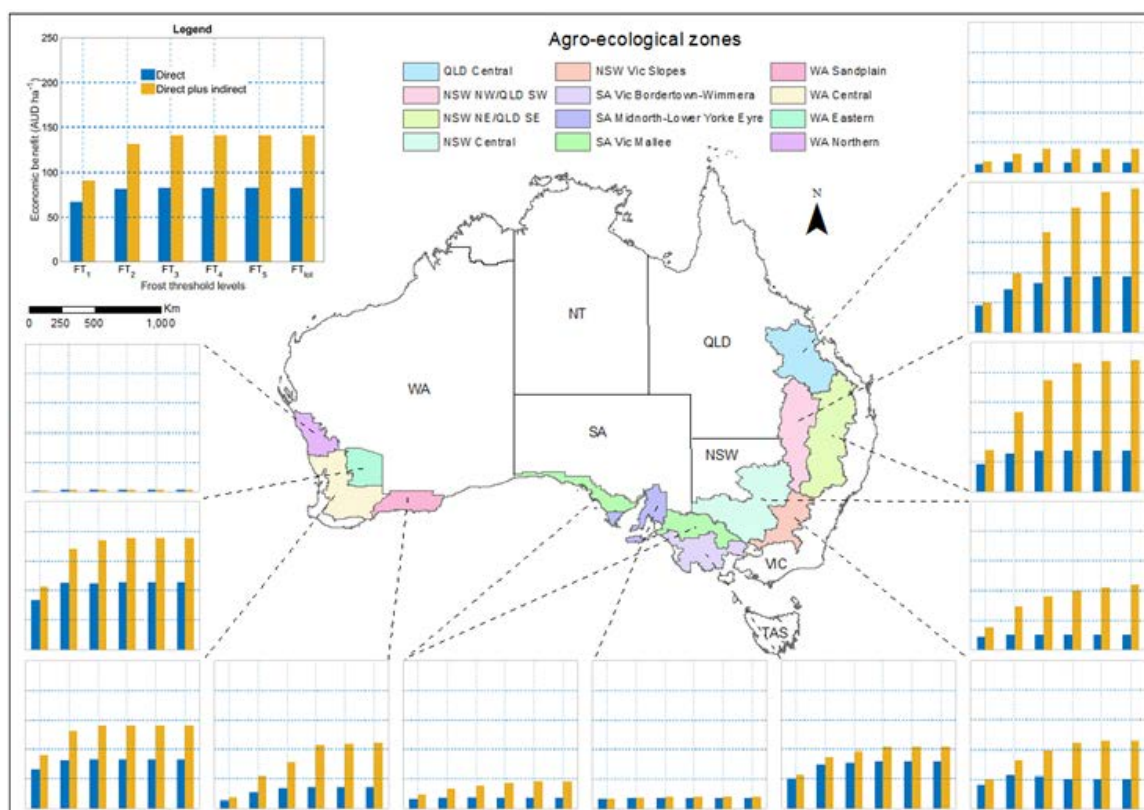 Legend
250
200
150
100
50
0
Economic benefit (AUD ha⁻¹)
Direct
Direct plus indirect
FT₁ FT₂ FT₃ FT₄ FT₅ FTₜₒₜ
Frost threshold levels
Agro-ecological zones
QLD Central NSW Vic Slopes WA Sandplain
NSW NW/QLD SW SA Vic Bordertown-Wimmera WA Central
NSW NE/QLD SE SA Midnorth-Lower Yorke Eyre WA Eastern
NSW Central SA Vic Mallee WA Northern
N
Km
0 250 500 1,000
NT
QLD
WA
SA
NSW
VIC
TAS